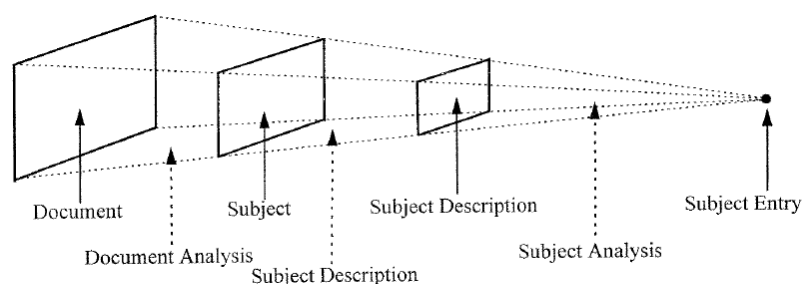 Document
Subject
Subject Description
Subject Entry
Document Analysis
Subject Description
Subject Analysis